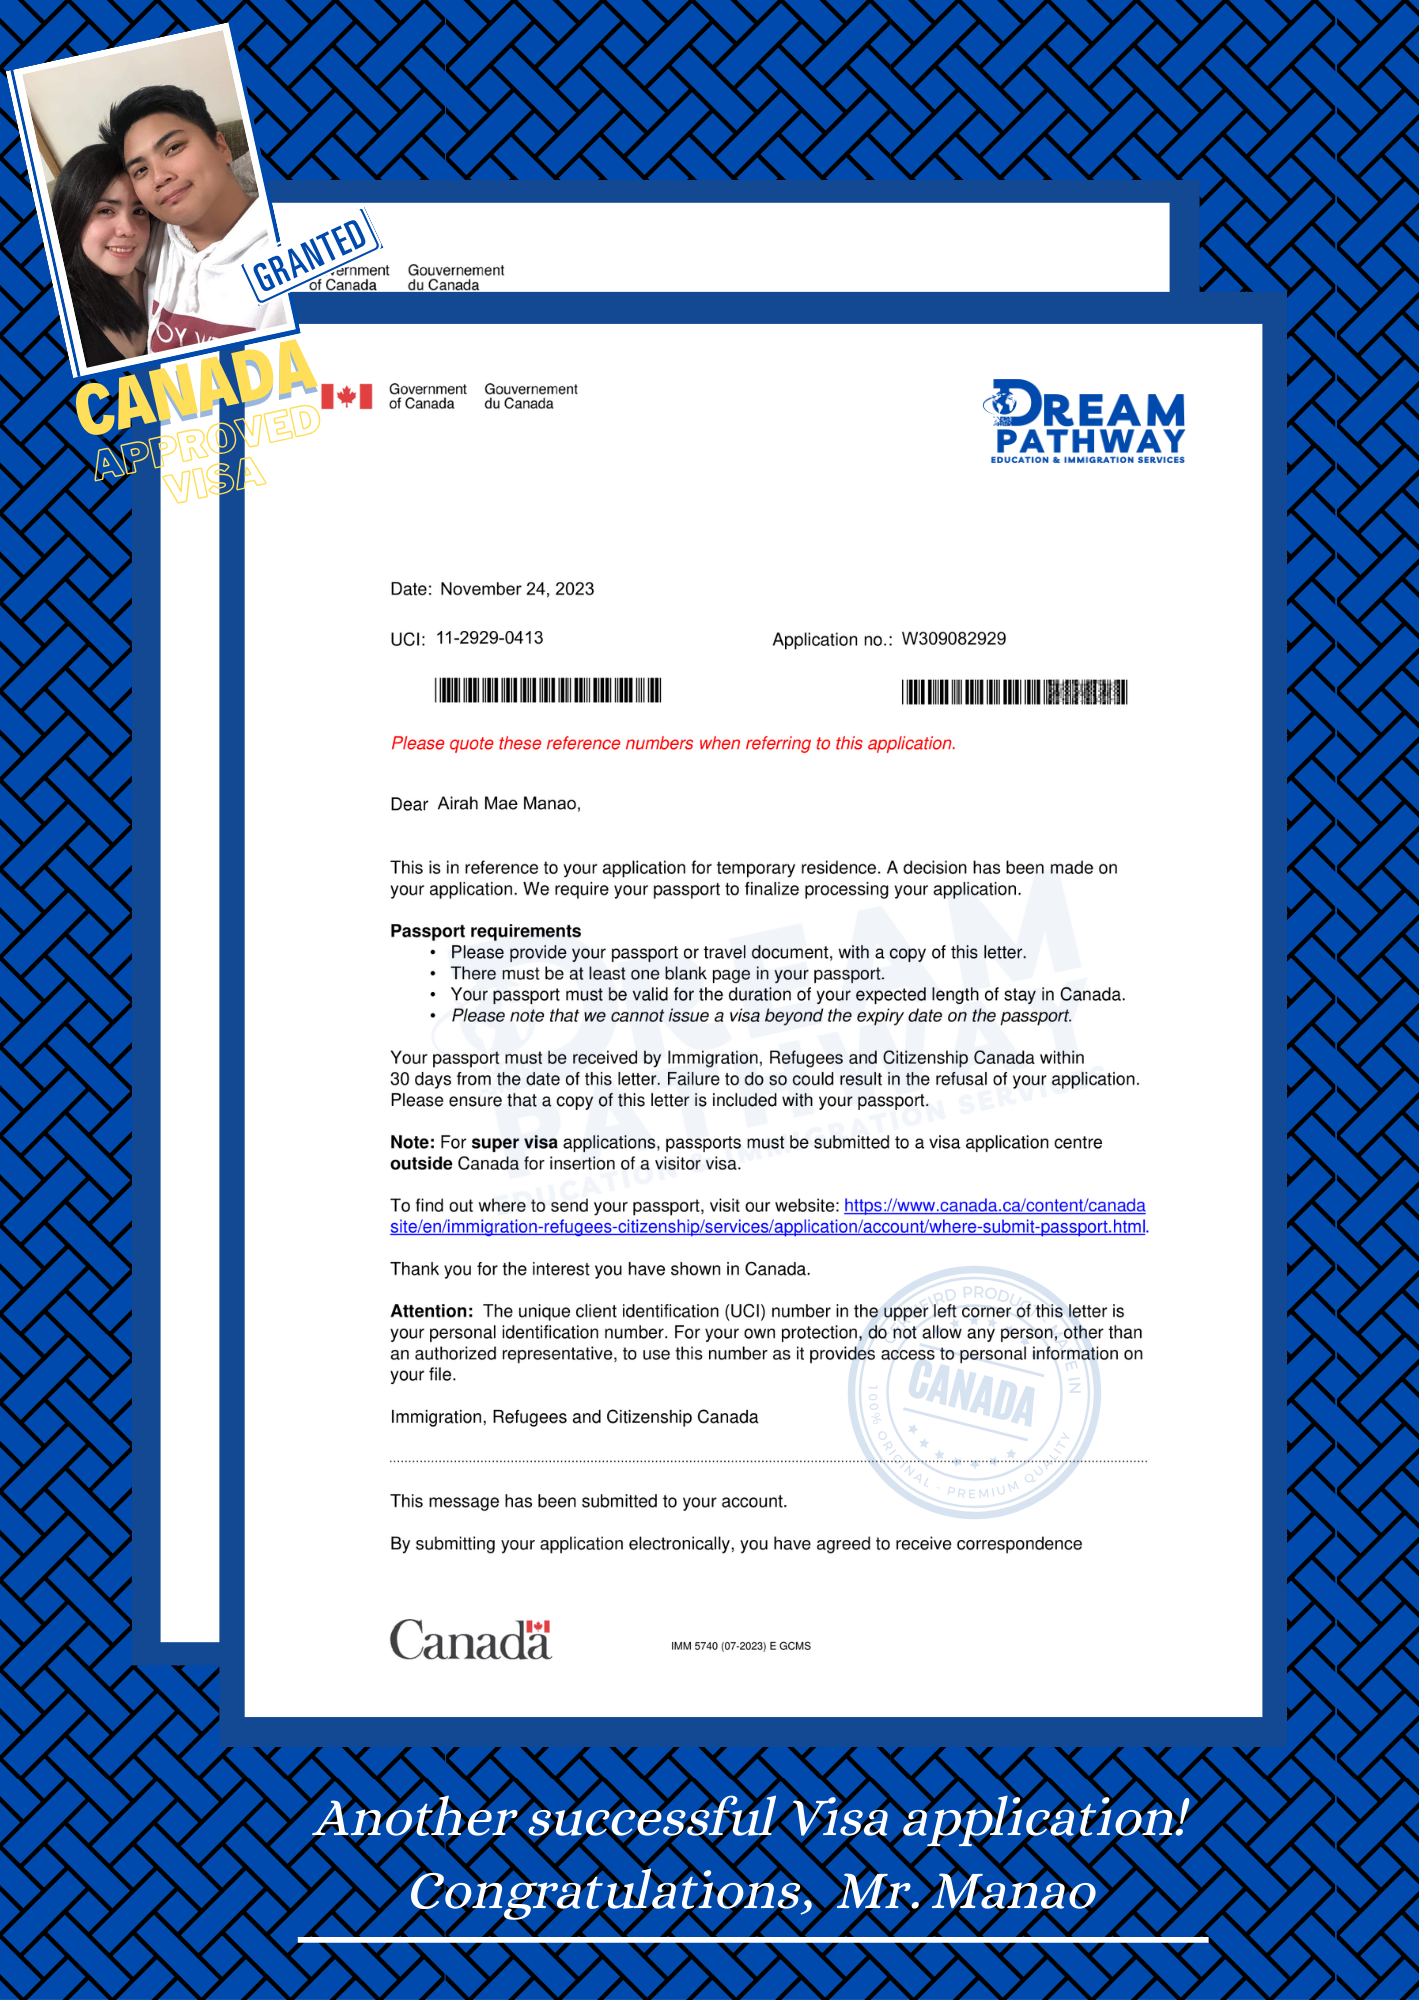 GRANTED
CANADA
APPROVED
VISA
ernment Gouvernement
of Canada du Canada
OY
Government Gouvernement
of Canada du Canada
DREAM
PATHWAY
EDUCATION & IMMIGRATION SERVICES
Date: November 24, 2023
UCI: 11-2929-0413 Application no.: W309082929
Please quote these reference numbers when referring to this application.
Dear Airah Mae Manao,
This is in reference to your application for temporary residence. A decision has been made on
your application. We require your passport to finalize processing your application.
Passport requirements
• Please provide your passport or travel document, with a copy of this letter.
• There must be at least one blank page in your passport.
• Your passport must be valid for the duration of your expected length of stay in Canada.
• Please note that we cannot issue a visa beyond the expiry date on the passport.
Your passport must be received by Immigration, Refugees and Citizenship Canada within
30 days from the date of this letter. Failure to do so could result in the refusal of your application.
Please ensure that a copy of this letter is included with your passport.
Note: For super visa applications, passports must be submitted to a visa application centre
outside Canada for insertion of a visitor visa.
To find out where to send your passport, visit our website: https://www.canada.ca/content/canada
site/en/immigration-refugees-citizenship/services/application/account/where-submit-passport.html.
Thank you for the interest you have shown in Canada.
Attention: The unique client identification (UCI) number in the upper left corner of this letter is
your personal identification number. For your own protection, do not allow any person, other than
an authorized representative, to use this number as it provides access to personal information on
your file.
Immigration, Refugees and Citizenship Canada
This message has been submitted to your account.
By submitting your application electronically, you have agreed to receive correspondence
DREAM
PATHWAY
EDUCATION & IMMIGRATION SERVICES
PRODUCT MADE IN
CANADA
100% ORIGINAL - PREMIUM QUALITY
Canada
IMM 5740 (07-2023) E GCMS
Another successful Visa application!
Congratulations, Mr. Manao